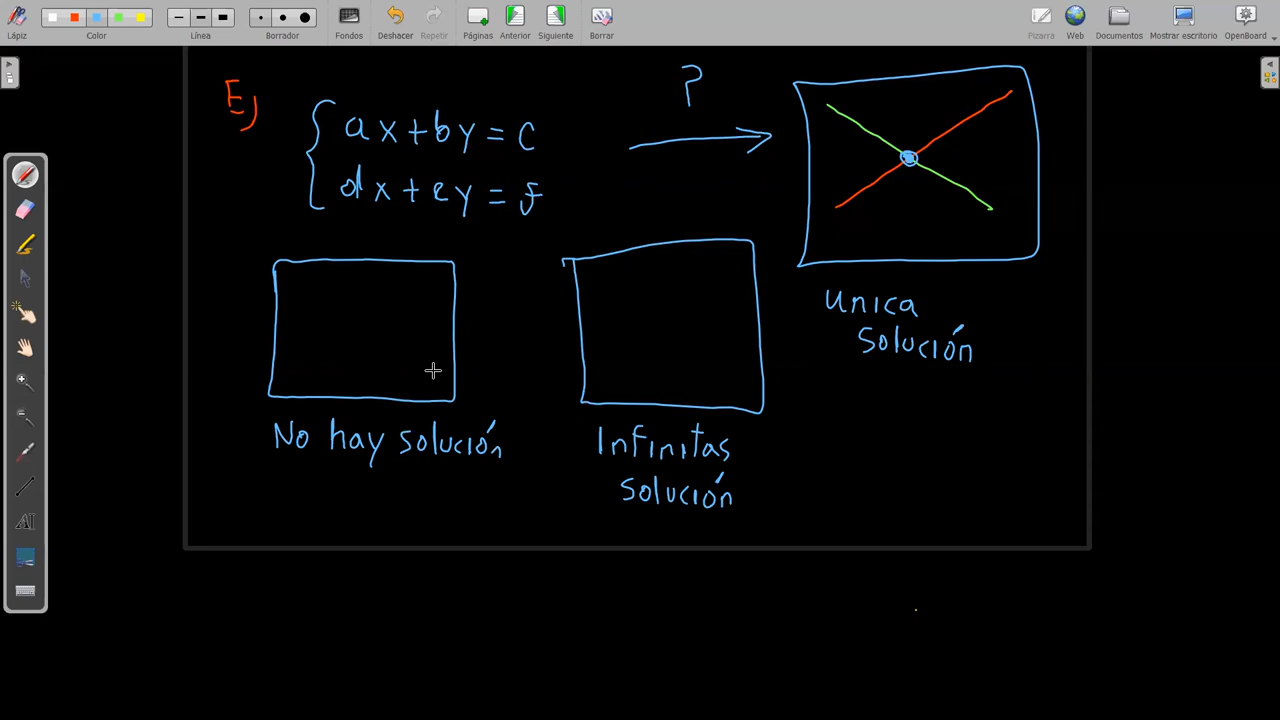 Lápiz Color Línea Borrador Fondos Deshacer Repetir Páginas Anterior Siguiente Borrar Pizarra Web Documentos Mostrar escritorio OpenBoard
Ej
ax+by=c
dx+ey=f
?
Unica
Solución
No hay solución
Infinitas
solución